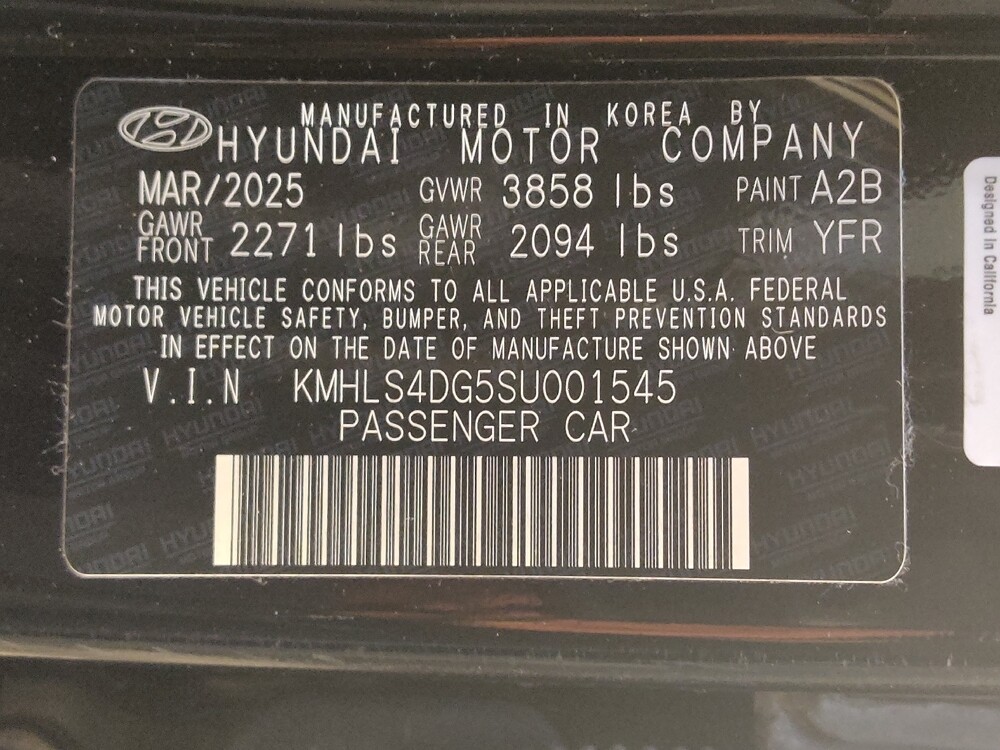 MANUFACTURED IN KOREA BY
HYUNDAI MOTOR COMPANY
MAR/2025 GVWR 3858 lbs PAINT A2B
GAWR FRONT 2271 lbs GAWR REAR 2094 lbs TRIM YFR
THIS VEHICLE CONFORMS TO ALL APPLICABLE U.S.A. FEDERAL
MOTOR VEHICLE SAFETY, BUMPER, AND THEFT PREVENTION STANDARDS
IN EFFECT ON THE DATE OF MANUFACTURE SHOWN ABOVE
V.I.N KMHLS4DG5SU001545
PASSENGER CAR
Designed in California